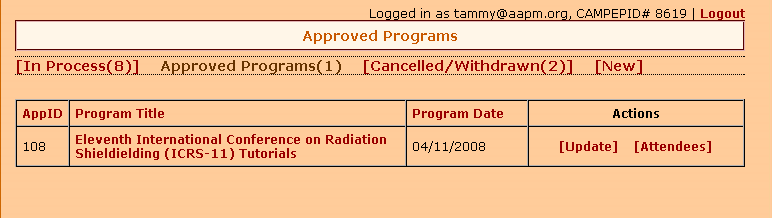 Logged in as tammy@aapm.org, CAMPEPID# 8619 | Logout
Approved Programs
[In Process(8)] Approved Programs(1) [Cancelled/Withdrawn(2)] [New]
AppID Program Title Program Date Actions
108 Eleventh International Conference on Radiation Shieldielding (ICRS-11) Tutorials 04/11/2008 [Update] [Attendees]